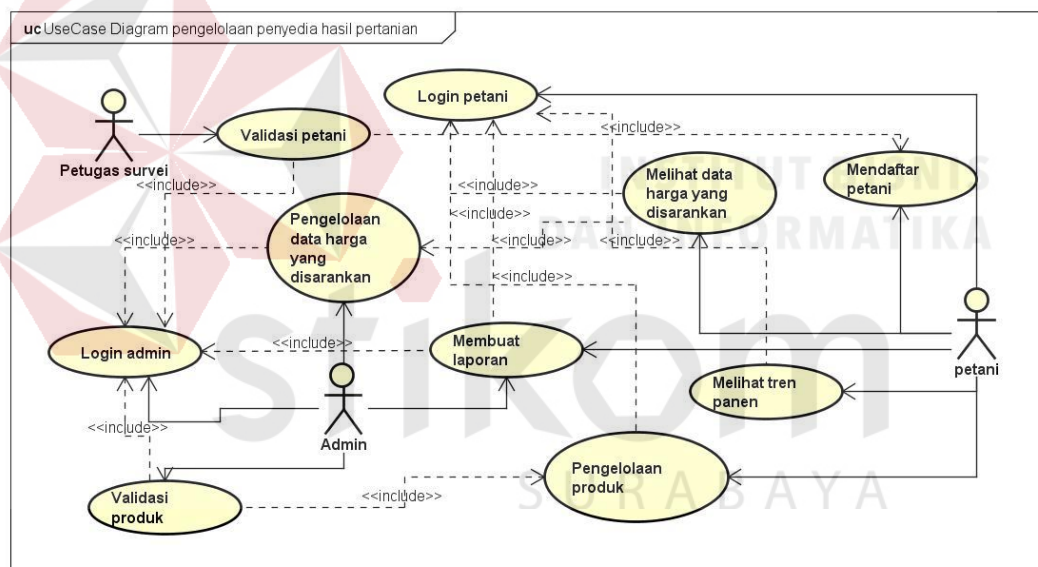 uc UseCase Diagram pengelolaan penyedia hasil pertanian
Login petani
<<include>>
Petugas survei
Validasi petani
INSTITUT BISNIS
DAN INFORMATIKA
Melihat data
harga yang
disarankan
Mendaftar
petani
<<include>>
<<include>>
Pengelolaan
data harga
yang
disarankan
<<include>>
<<include>>
<<include>>
<<include>>
<<include>>
<<include>>
stikom
SURABAYA
Login admin
<<include>>
Membuat
laporan
petani
Melihat tren
panen
Admin
<<include>>
Validasi
produk
<<include>>
Pengelolaan
produk